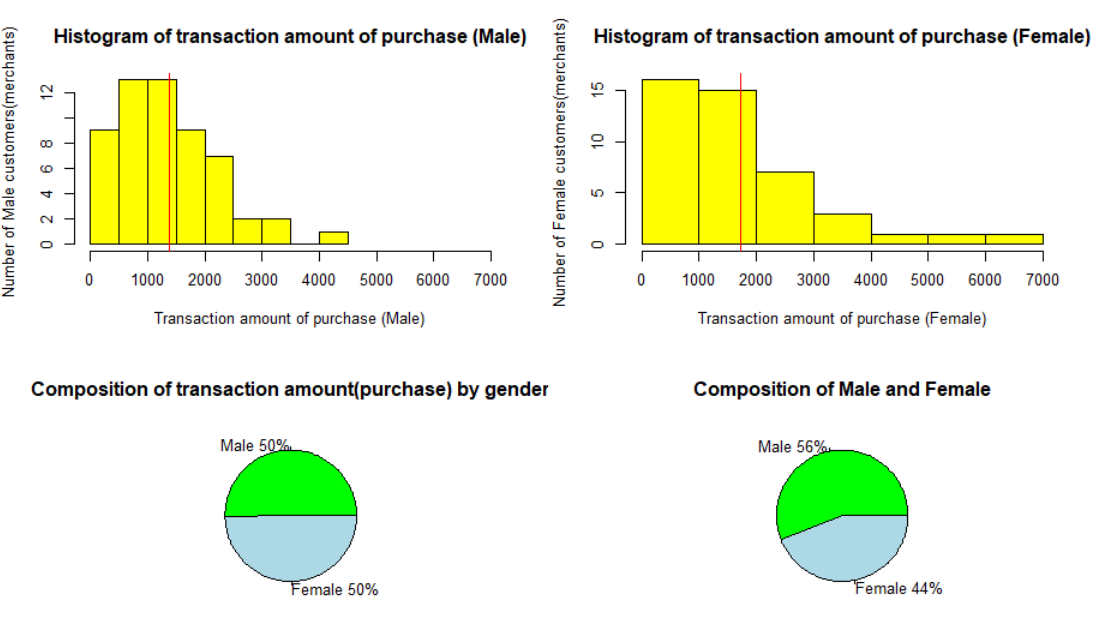 Histogram of transaction amount of purchase (Male)
Number of Male customers(merchants)
0 2 4 6 8 12
0 1000 2000 3000 4000 5000 6000 7000
Transaction amount of purchase (Male)
Histogram of transaction amount of purchase (Female)
Number of Female customers(merchants)
0 5 10 15
0 1000 2000 3000 4000 5000 6000 7000
Transaction amount of purchase (Female)
Composition of transaction amount(purchase) by gender
Male 50%
Female 50%
Composition of Male and Female
Male 56%
Female 44%